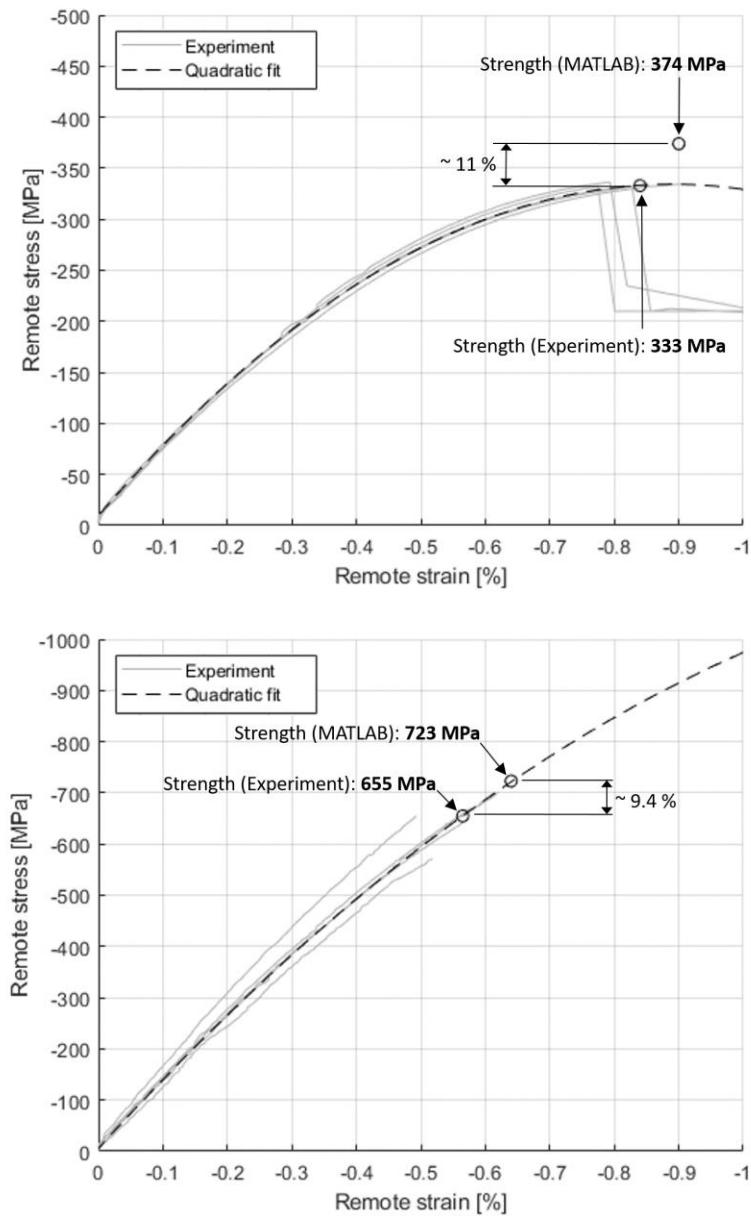 -500
-450
-400
-350
-300
-250
-200
-150
-100
-50
0
Remote stress [MPa]
Experiment
Quadratic fit
Strength (MATLAB): 374 MPa
~ 11 %
Strength (Experiment): 333 MPa
0 -0.1 -0.2 -0.3 -0.4 -0.5 -0.6 -0.7 -0.8 -0.9 -1
Remote strain [%]
-1000
-900
-800
-700
-600
-500
-400
-300
-200
-100
0
Remote stress [MPa]
Experiment
Quadratic fit
Strength (MATLAB): 723 MPa
Strength (Experiment): 655 MPa
~ 9.4 %
0 -0.1 -0.2 -0.3 -0.4 -0.5 -0.6 -0.7 -0.8 -0.9 -1
Remote strain [%]